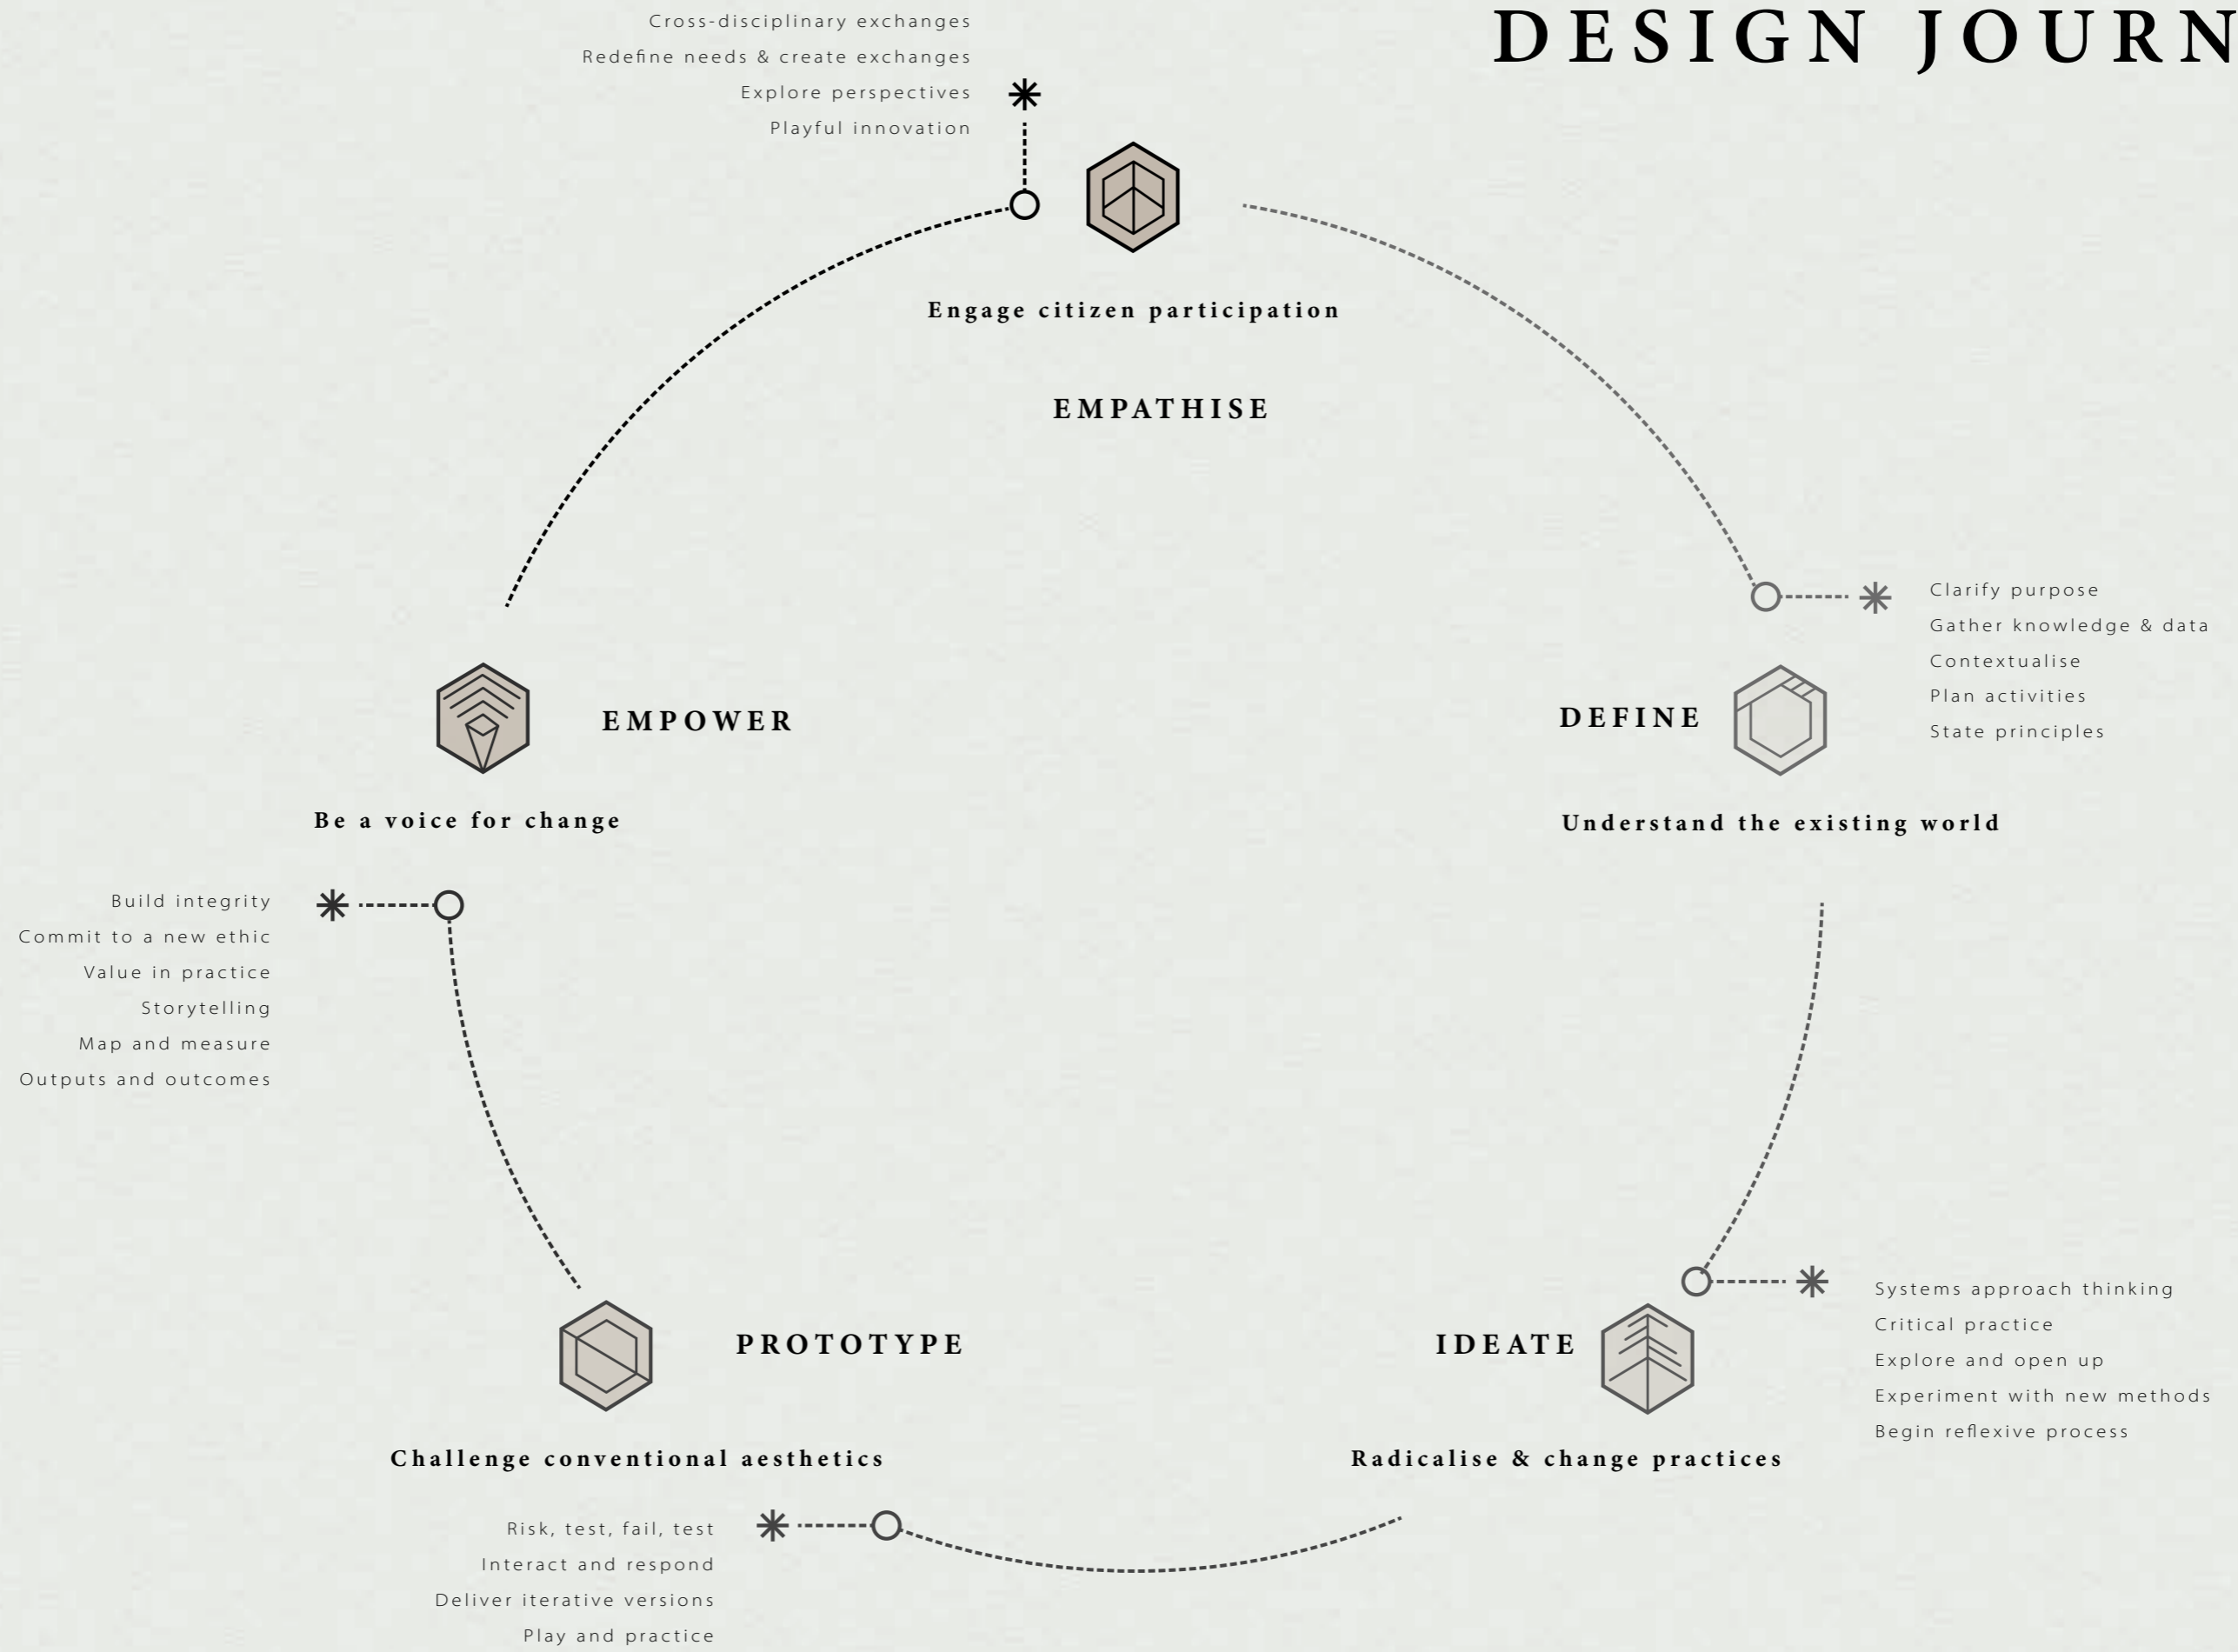 DESIGN JOURN
Cross-disciplinary exchanges
Redefine needs & create exchanges
Explore perspectives
Playful innovation
Engage citizen participation
EMPATHISE
Clarify purpose
Gather knowledge & data
Contextualise
Plan activities
State principles
DEFINE
Understand the existing world
EMPOWER
Be a voice for change
Build integrity
Commit to a new ethic
Value in practice
Storytelling
Map and measure
Outputs and outcomes
Systems approach thinking
Critical practice
Explore and open up
Experiment with new methods
Begin reflexive process
IDEATE
Radicalise & change practices
PROTOTYPE
Challenge conventional aesthetics
Risk, test, fail, test
Interact and respond
Deliver iterative versions
Play and practice